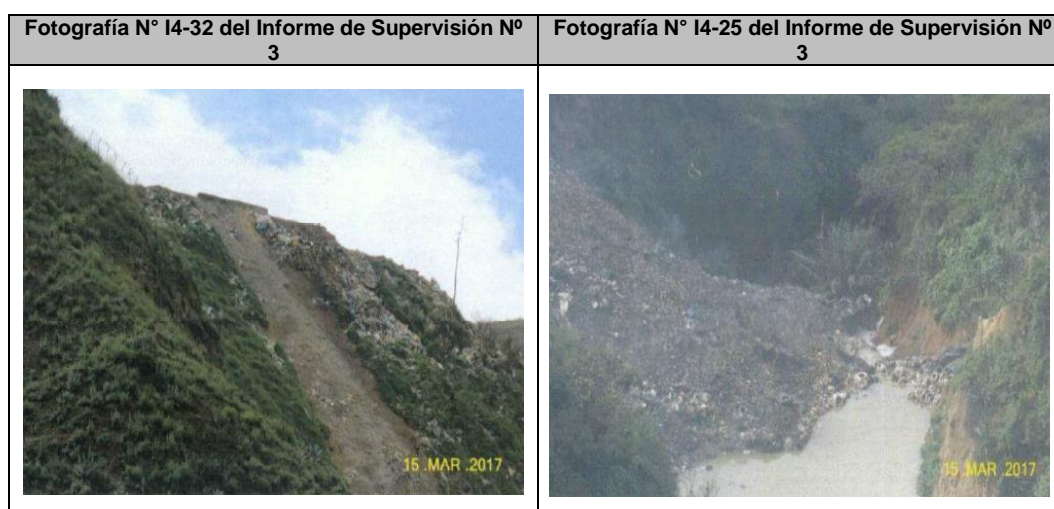 Fotografía N° I4-32 del Informe de Supervisión Nº
3
Fotografía N° I4-25 del Informe de Supervisión Nº
3
15 .MAR .2017
15 .MAR .2017